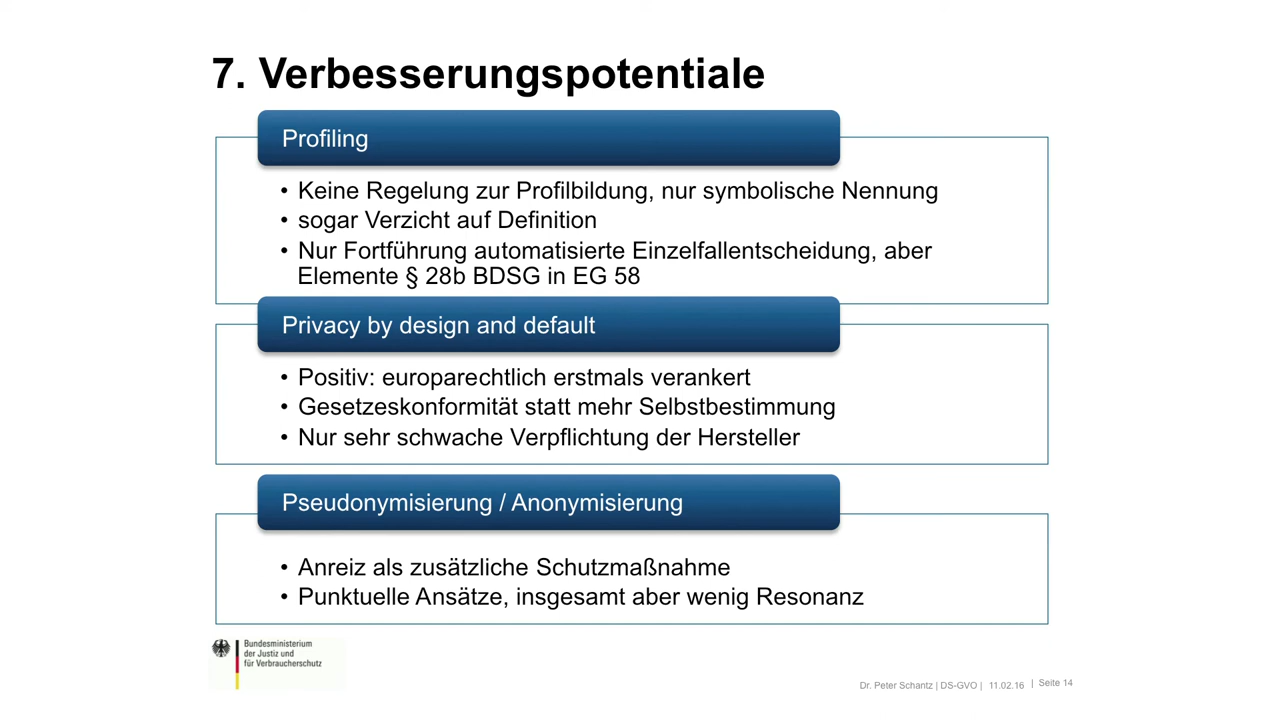 7. Verbesserungspotentiale
Profiling
• Keine Regelung zur Profilbildung, nur symbolische Nennung
• sogar Verzicht auf Definition
• Nur Fortführung automatisierte Einzelfallentscheidung, aber
Elemente § 28b BDSG in EG 58
Privacy by design and default
• Positiv: europarechtlich erstmals verankert
• Gesetzeskonformität statt mehr Selbstbestimmung
• Nur sehr schwache Verpflichtung der Hersteller
Pseudonymisierung / Anonymisierung
• Anreiz als zusätzliche Schutzmaßnahme
• Punktuelle Ansätze, insgesamt aber wenig Resonanz
Bundesministerium
der Justiz und
für Verbraucherschutz
Dr. Peter Schantz | DS-GVO | 11.02.16 | Seite 14